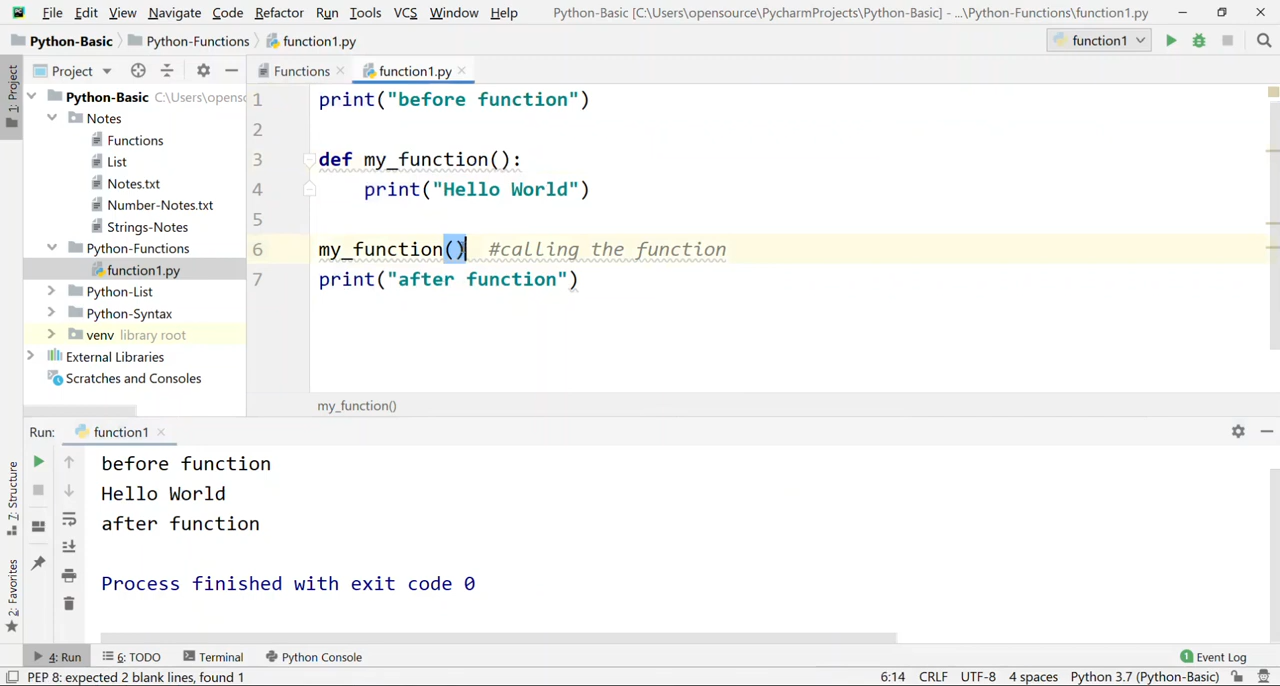 File Edit View Navigate Code Refactor Run Tools VCS Window Help Python-Basic [C:\Users\opensource\PycharmProjects\Python-Basic] - ...\Python-Functions\function1.py
Python-Basic Python-Functions function1.py function1
1: Project
Project
Functions function1.py
Python-Basic C:\Users\openso
Notes
Functions
List
Notes.txt
Number-Notes.txt
Strings-Notes
Python-Functions
function1.py
Python-List
Python-Syntax
venv library root
External Libraries
Scratches and Consoles
1 print("before function")
2
3 def my_function():
4 print("Hello World")
5
6 my_function() #calling the function
7 print("after function")
my_function()
Run: function1
before function
Hello World
after function
Process finished with exit code 0
7: Structure
2: Favorites
4: Run 6: TODO Terminal Python Console 1 Event Log
PEP 8: expected 2 blank lines, found 1 6:14 CRLF UTF-8 4 spaces Python 3.7 (Python-Basic)